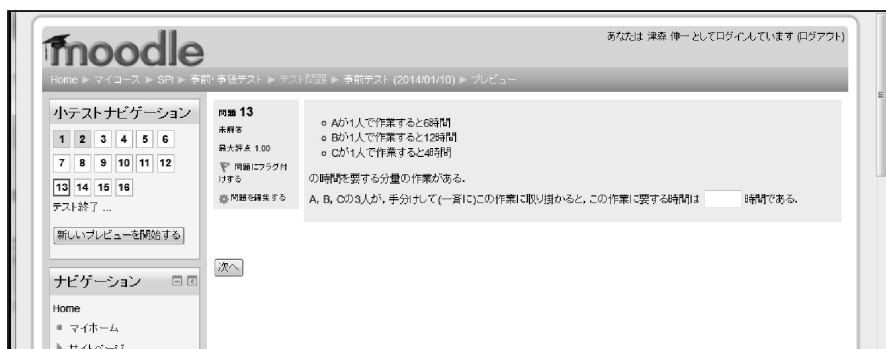 moodle
あなたは 津森 伸一 としてログインしています (ログアウト)
Home ▶ マイコース ▶ SPI ▶ 事前・事後テスト ▶ テスト問題 ▶ 事前テスト (2014/01/10) ▶ プレビュー
小テストナビゲーション
1 2 3 4 5 6
7 8 9 10 11 12
13 14 15 16
テスト終了 ...
新しいプレビューを開始する
問題 13
未解答
最大評点 1.00
問題にフラグ付
けする
問題を編集する
Aが1人で作業すると6時間
Bが1人で作業すると12時間
Cが1人で作業すると4時間
の時間を要する分量の作業がある.
A, B, Cの3人が, 手分けして(一斉に)この作業に取り掛かると, この作業に要する時間は 時間である.
次へ
ナビゲーション
Home
マイホーム
サイトページ